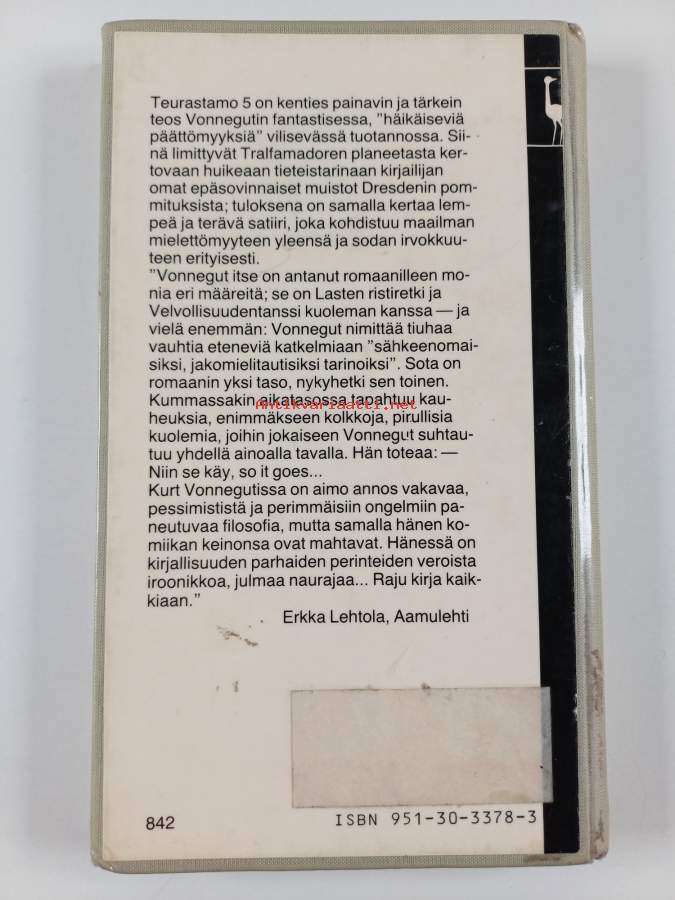 Teurastamo 5 on kenties painavin ja tärkein
teos Vonnegutin fantastisessa, "häikäiseviä
päättömyyksiä" vilisevässä tuotannossa. Sii-
nä limittyvät Tralfamadoren planeetasta ker-
tovaan huikeaan tieteistarinaan kirjailijan
omat epäsovinnaiset muistot Dresdenin pom-
mituksista; tuloksena on samalla kertaa lem-
peä ja terävä satiiri, joka kohdistuu maailman
mielettömyyteen yleensä ja sodan irvokkuu-
teen erityisesti.
"Vonnegut itse on antanut romaanilleen mo-
nia eri määreitä; se on Lasten ristiretki ja
Velvollisuudentanssi kuoleman kanssa — ja
vielä enemmän: Vonnegut nimittää tiuhaa
vauhtia eteneviä katkelmiaan "sähkeenomai-
siksi, jakomielitautisiksi tarinoiksi". Sota on
romaanin yksi taso, nykyhetki sen toinen.
Kummassakin aikatasossa tapahtuu kau-
Antikvariaatti.net
heuksia, enimmäkseen kolkkoja, pirullisia
kuolemia, joihin jokaiseen Vonnegut suhtau-
tuu yhdellä ainoalla tavalla. Hän toteaa: —
Niin se käy, so it goes...
Kurt Vonnegutissa on aimo annos vakavaa,
pessimististä ja perimmäisiin ongelmiin pa-
neutuvaa filosofia, mutta samalla hänen ko-
miikan keinonsa ovat mahtavat. Hänessä on
kirjallisuuden parhaiden perinteiden veroista
iroonikkoa, julmaa naurajaa... Raju kirja kaik-
kiaan."
Erkka Lehtola, Aamulehti
842
ISBN 951-30-3378-3